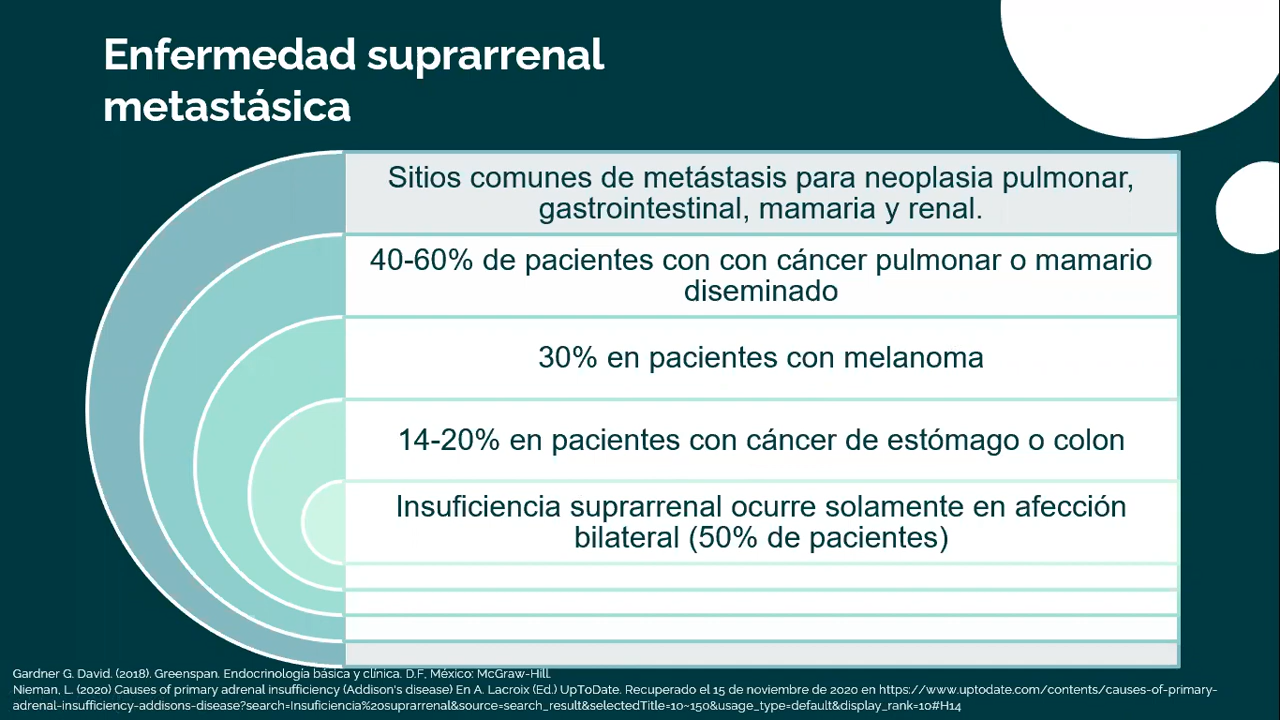 Enfermedad suprarrenal
metastásica
Sitios comunes de metástasis para neoplasia pulmonar,
gastrointestinal, mamaria y renal.
40-60% de pacientes con con cáncer pulmonar o mamario
diseminado
30% en pacientes con melanoma
14-20% en pacientes con cáncer de estómago o colon
Insuficiencia suprarrenal ocurre solamente en afección
bilateral (50% de pacientes)
Gardner G. David. (2018). Greenspan. Endocrinología básica y clínica. D.F, México: McGraw-Hill.
Nieman, L. (2020) Causes of primary adrenal insufficiency (Addison's disease) En A. Lacroix (Ed.) UpToDate. Recuperado el 15 de noviembre de 2020 en https://www.uptodate.com/contents/causes-of-primary-
adrenal-insufficiency-addisons-disease?search=Insuficiencia%20suprarrenal&source=search_result&selectedTitle=10~150&usage_type=default&display_rank=10#H14